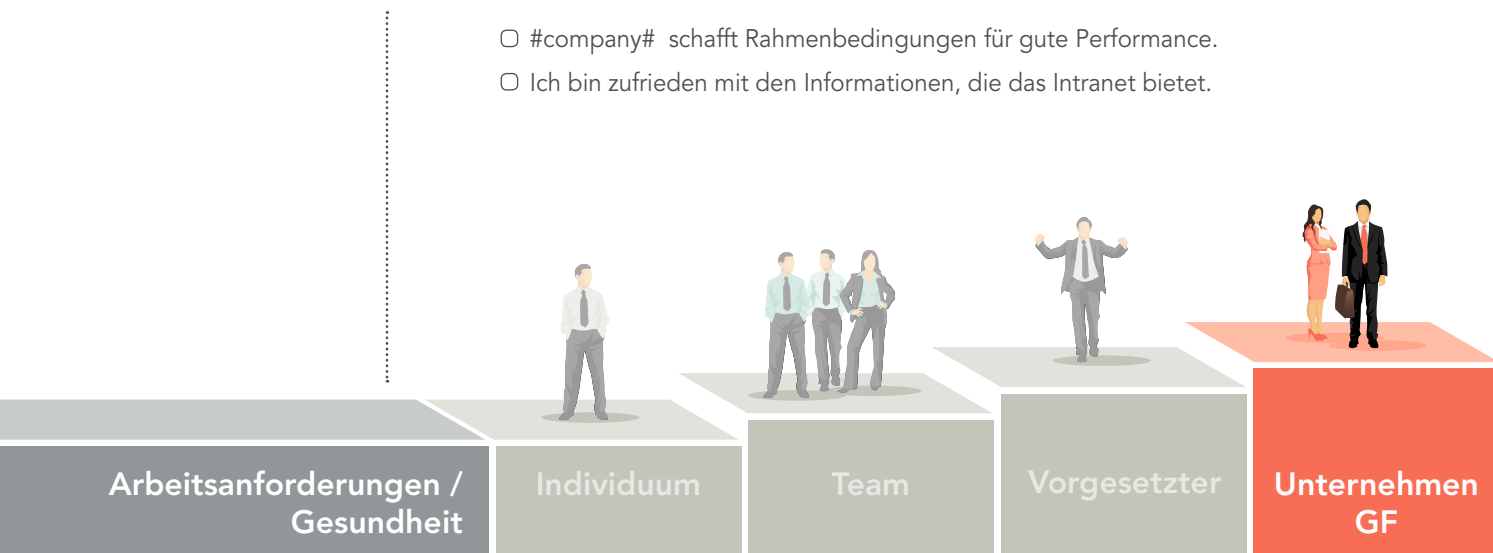 #company# schafft Rahmenbedingungen für gute Performance.
Ich bin zufrieden mit den Informationen, die das Intranet bietet.
Arbeitsanforderungen /
Gesundheit
Individuum
Team
Vorgesetzter
Unternehmen
GF